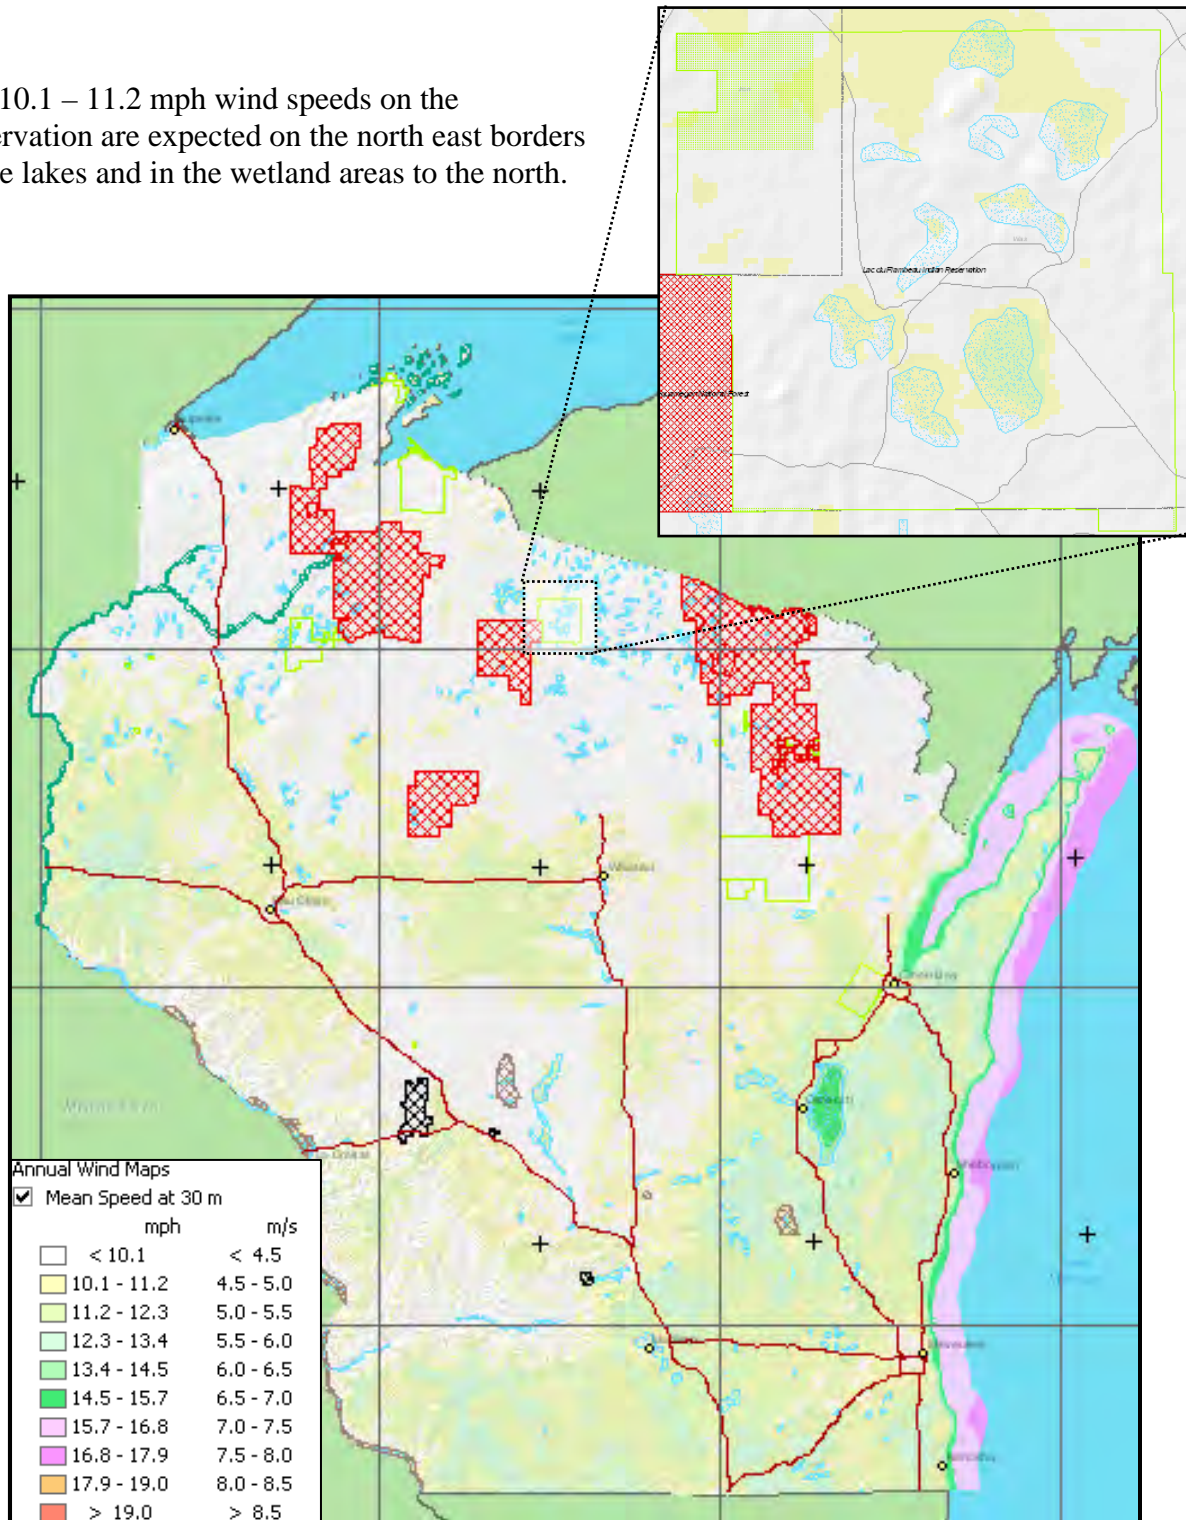 10.1 – 11.2 mph wind speeds on the
ervation are expected on the north east borders
e lakes and in the wetland areas to the north.
Lac du Flambeau Indian Reservation
National Forest
Green Bay
Annual Wind Maps
Mean Speed at 30 m
mph m/s
< 10.1 < 4.5
10.1 - 11.2 4.5 - 5.0
11.2 - 12.3 5.0 - 5.5
12.3 - 13.4 5.5 - 6.0
13.4 - 14.5 6.0 - 6.5
14.5 - 15.7 6.5 - 7.0
15.7 - 16.8 7.0 - 7.5
16.8 - 17.9 7.5 - 8.0
17.9 - 19.0 8.0 - 8.5
> 19.0 > 8.5